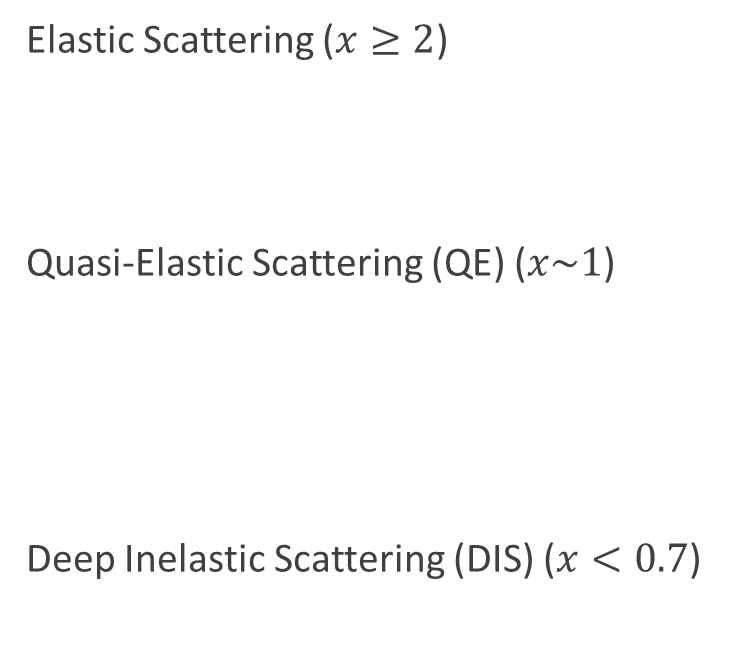 Elastic Scattering (𝑥 ≥ 2)
Quasi-Elastic Scattering (QE) (𝑥~1)
Deep Inelastic Scattering (DIS) (𝑥 < 0.7)